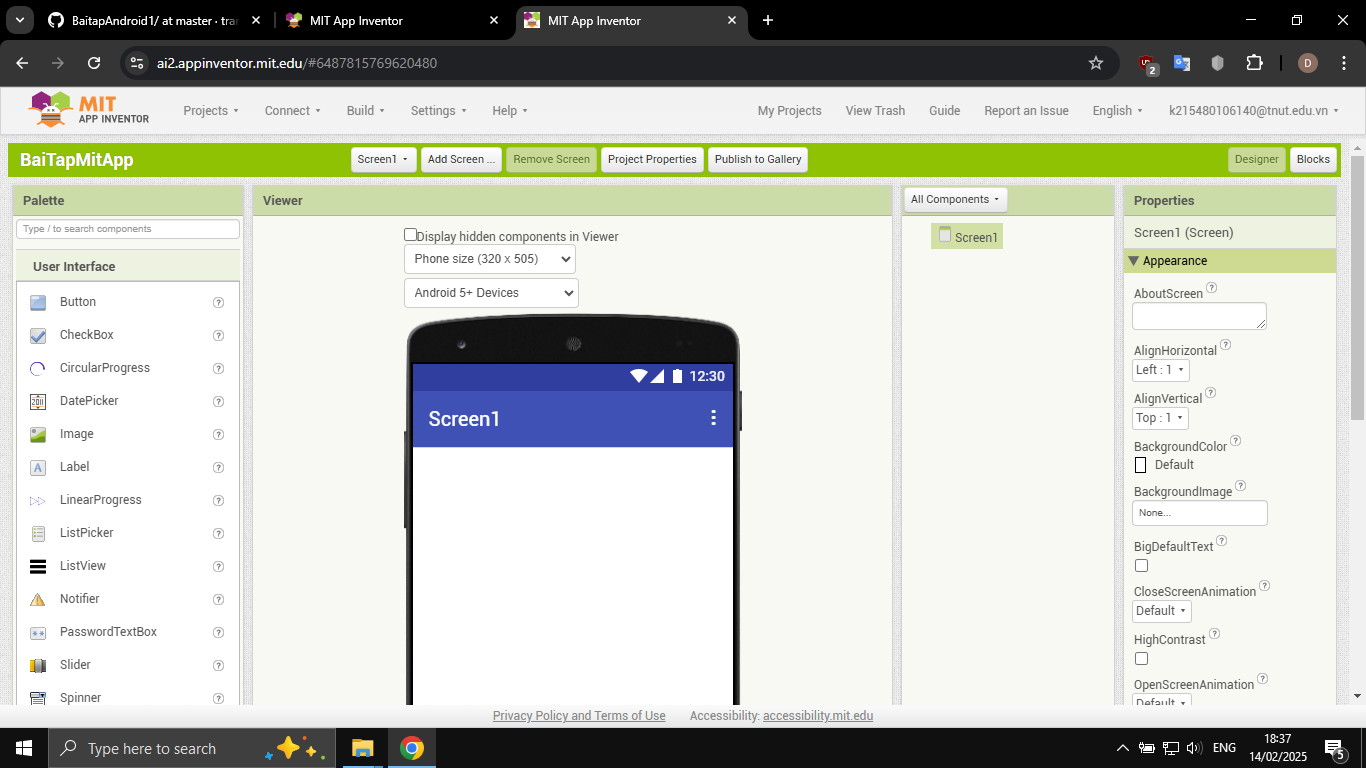 BaitapAndroid1/ at master · tra
MIT App Inventor
MIT App Inventor
ai2.appinventor.mit.edu/#6487815769620480
2
D
MIT
APP INVENTOR
Projects
Connect
Build
Settings
Help
My Projects
View Trash
Guide
Report an Issue
English
k215480106140@tnut.edu.vn
BaiTapMitApp
Screen1
Add Screen ...
Remove Screen
Project Properties
Publish to Gallery
Designer
Blocks
Palette
Viewer
All Components
Properties
Type / to search components
Display hidden components in Viewer
Screen1
Screen1 (Screen)
User Interface
Phone size (320 x 505)
Appearance
Button
Android 5+ Devices
AboutScreen
CheckBox
CircularProgress
AlignHorizontal
Left : 1
DatePicker
12:30
AlignVertical
Top : 1
Image
Screen1
BackgroundColor
Default
Label
LinearProgress
BackgroundImage
None...
ListPicker
BigDefaultText
ListView
CloseScreenAnimation
Default
Notifier
PasswordTextBox
HighContrast
Slider
OpenScreenAnimation
Default
Spinner
Privacy Policy and Terms of Use
Accessibility: accessibility.mit.edu
Type here to search
ENG
18:37
14/02/2025
5